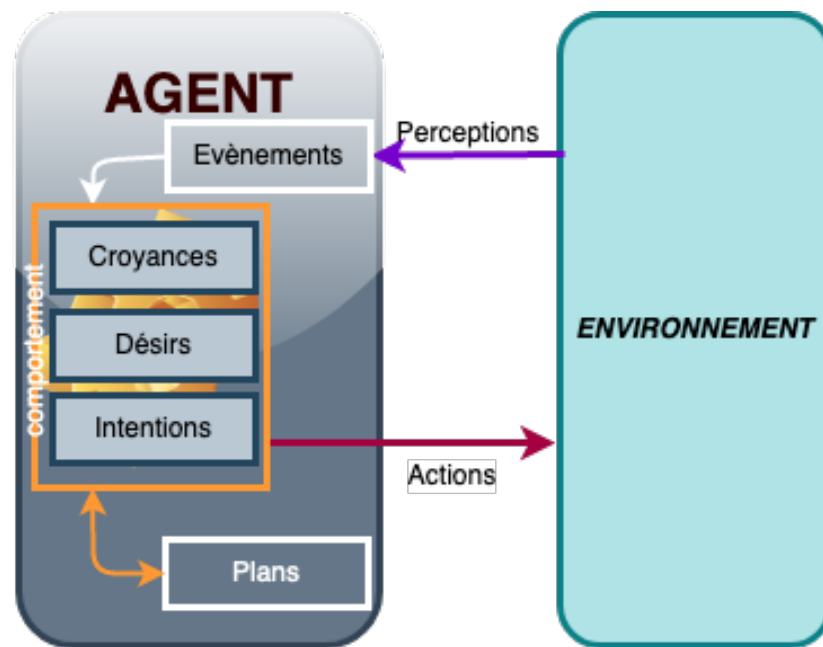 AGENT
Perceptions
Evènements
Croyances
comportement
Désirs
ENVIRONNEMENT
Intentions
Actions
Plans